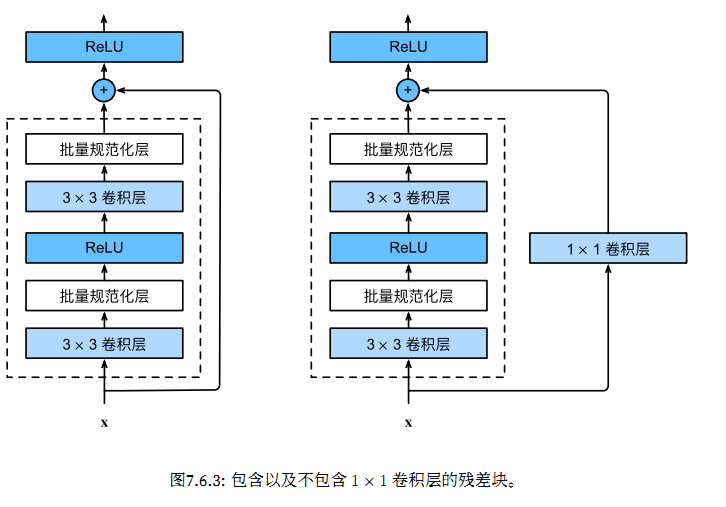 ReLU
+
批量规范化层
3 × 3 卷积层
ReLU
批量规范化层
3 × 3 卷积层
x
ReLU
+
批量规范化层
3 × 3 卷积层
ReLU
批量规范化层
3 × 3 卷积层
x
1 × 1 卷积层
图7.6.3: 包含以及不包含 1 × 1 卷积层的残差块。